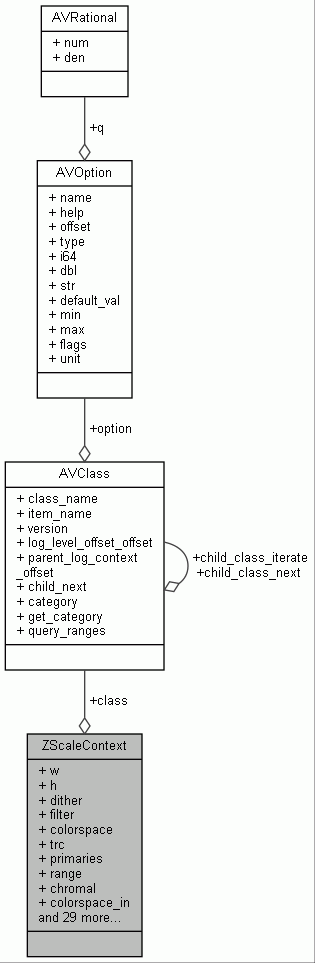 AVRational
+ num
+ den
+q
AVOption
+ name
+ help
+ offset
+ type
+ i64
+ dbl
+ str
+ default_val
+ min
+ max
+ flags
+ unit
+option
AVClass
+ class_name
+ item_name
+ version
+ log_level_offset_offset
+ parent_log_context
_offset
+ child_next
+ category
+ get_category
+ query_ranges
+child_class_iterate
+child_class_next
+class
ZScaleContext
+ w
+ h
+ dither
+ filter
+ colorspace
+ trc
+ primaries
+ range
+ chromal
+ colorspace_in
and 29 more...